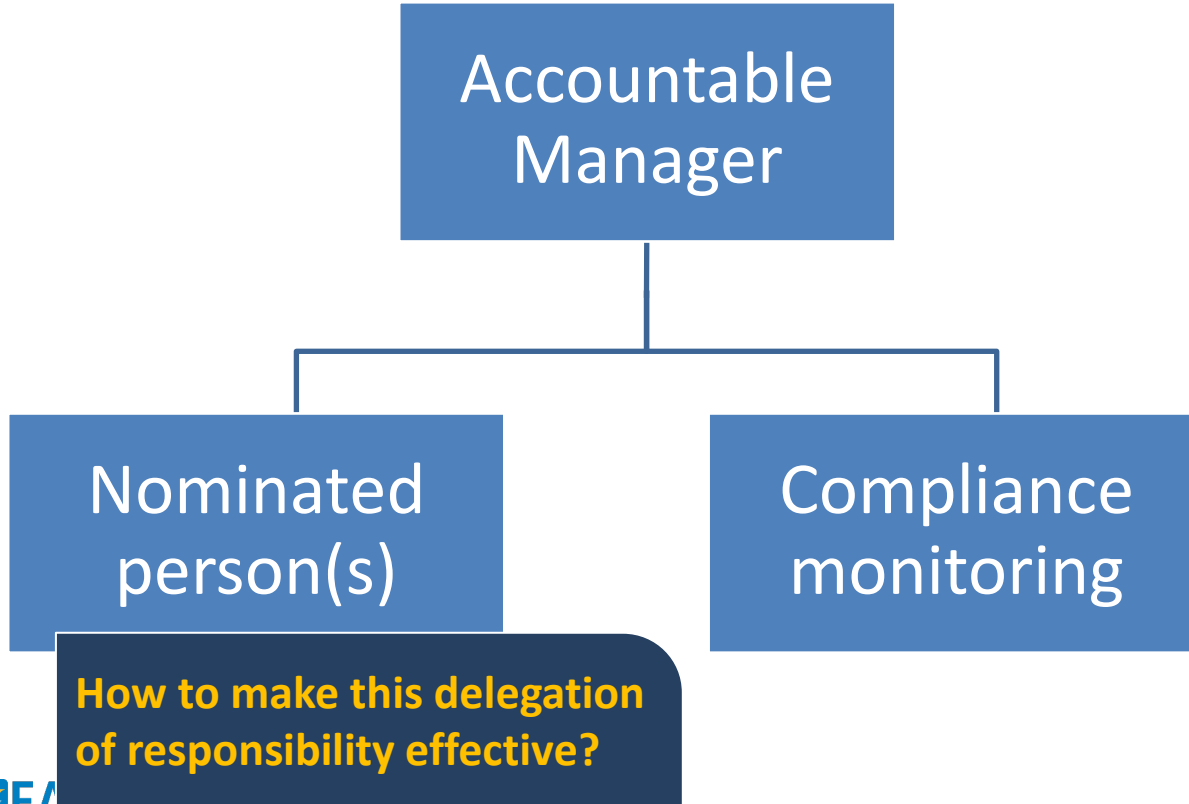 Accountable
Manager
Nominated
person(s)
Compliance
monitoring
How to make this delegation
of responsibility effective?